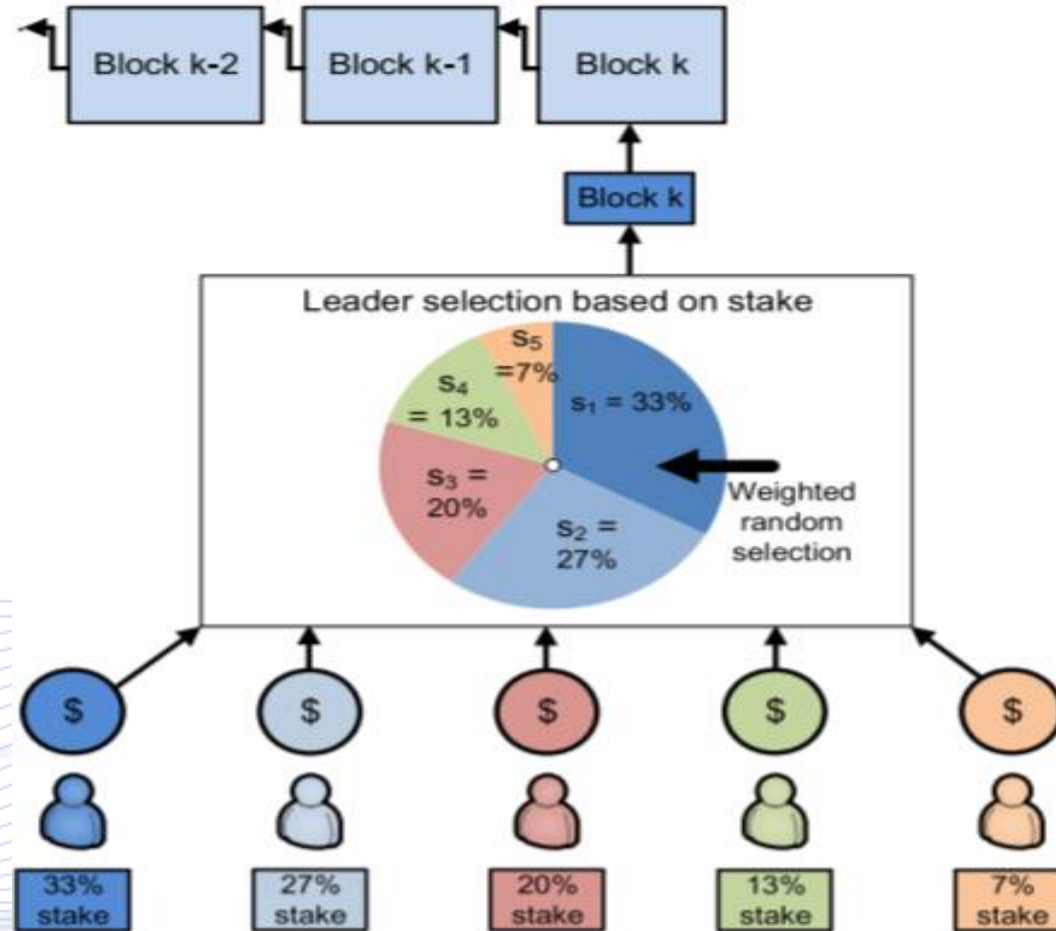 Block k-2
Block k-1
Block k
Block k
Leader selection based on stake
s₅
=7%
s₄
= 13%
s₁ = 33%
s₃ =
20%
s₂ =
27%
Weighted
random
selection
$
$
$
$
$
33%
stake
27%
stake
20%
stake
13%
stake
7%
stake